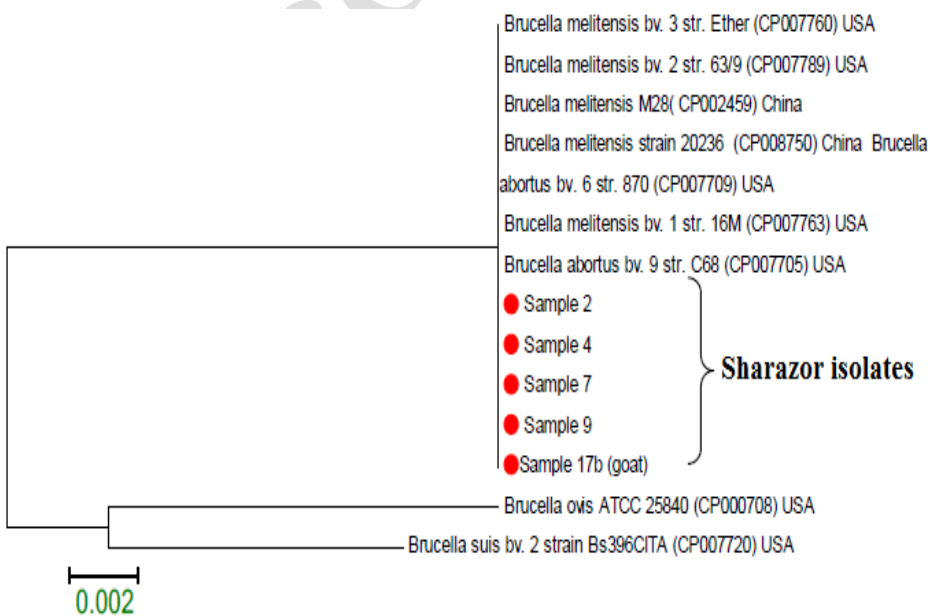 Brucella melitensis bv. 3 str. Ether (CP007760) USA
Brucella melitensis bv. 2 str. 63/9 (CP007789) USA
Brucella melitensis M28( CP002459) China
Brucella melitensis strain 20236 (CP008750) China Brucella
abortus bv. 6 str. 870 (CP007709) USA
Brucella melitensis bv. 1 str. 16M (CP007763) USA
Brucella abortus bv. 9 str. C68 (CP007705) USA
Sample 2
Sample 4
Sample 7
Sample 9
Sample 17b (goat)
Sharazor isolates
Brucella ovis ATCC 25840 (CP000708) USA
Brucella suis bv. 2 strain Bs396CITA (CP007720) USA
0.002